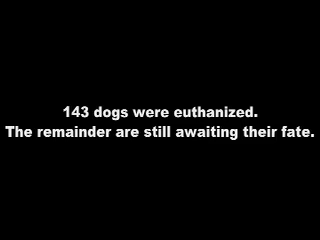 143 dogs were euthanized.
The remainder are still awaiting their fate.